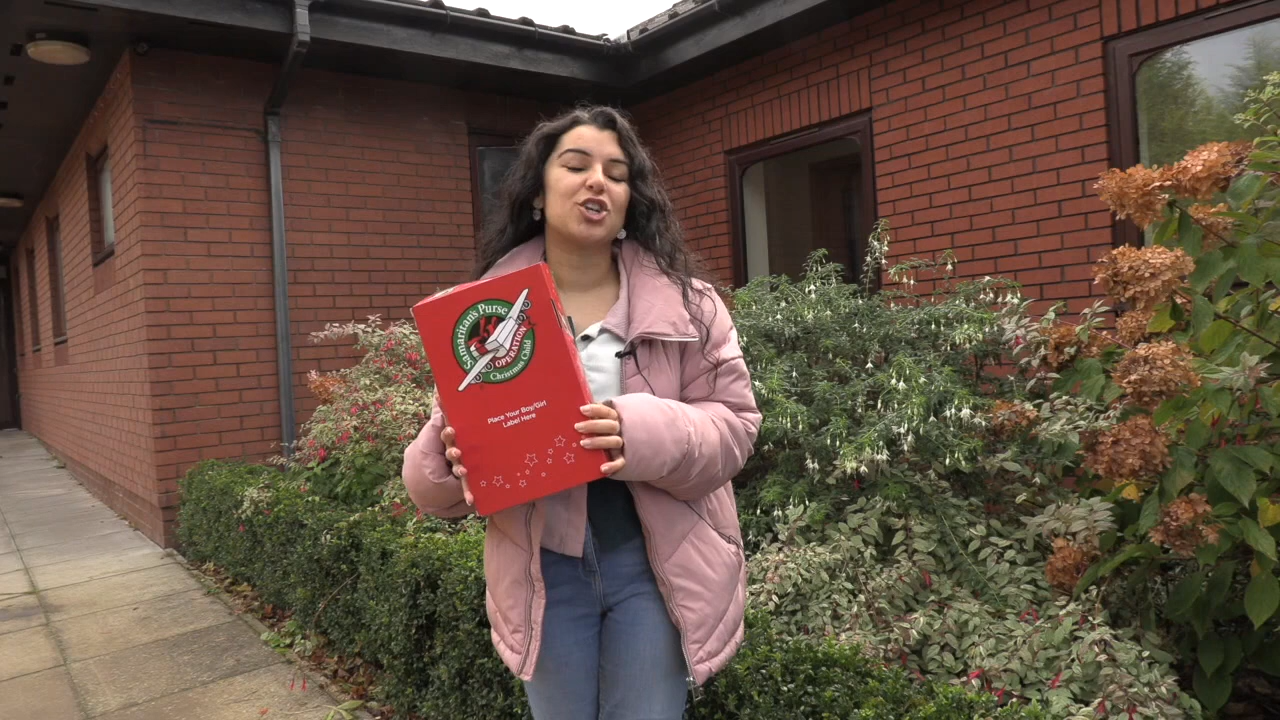 Samaritan's Purse
OPERATION
Christmas Child
Place Your Boy/Girl
Label Here